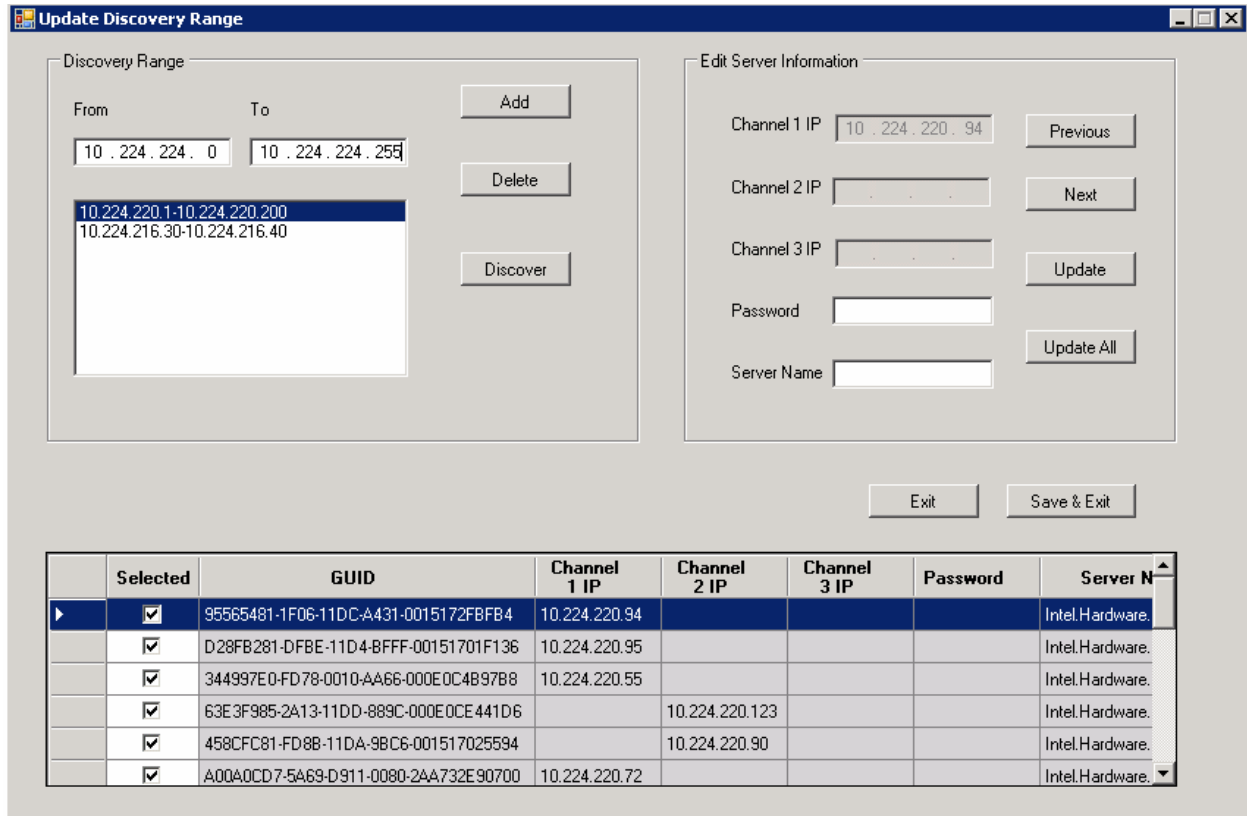 Update Discovery Range
Discovery Range
From To
10 . 224 . 224 . 0 10 . 224 . 224 . 255
Add
Delete
Discover
10.224.220.1-10.224.220.200
10.224.216.30-10.224.216.40
Edit Server Information
Channel 1 IP 10 . 224 . 220 . 94
Previous
Channel 2 IP . . .
Next
Channel 3 IP . . .
Update
Password
Update All
Server Name
Exit Save & Exit
Selected GUID Channel 1 IP Channel 2 IP Channel 3 IP Password Server N
95565481-1F06-11DC-A431-0015172FBFB4 10.224.220.94 Intel.Hardware.
D28FB281-DFBE-11D4-BFFF-00151701F136 10.224.220.95 Intel.Hardware.
344997E0-FD78-0010-AA66-000E0C4B97B8 10.224.220.55 Intel.Hardware.
63E3F985-2A13-11DD-889C-000E0CE441D6 10.224.220.123 Intel.Hardware.
458CFC81-FD8B-11DA-9BC6-001517025594 10.224.220.90 Intel.Hardware.
A00A0CD7-5A69-D911-0080-2AA732E90700 10.224.220.72 Intel.Hardware.